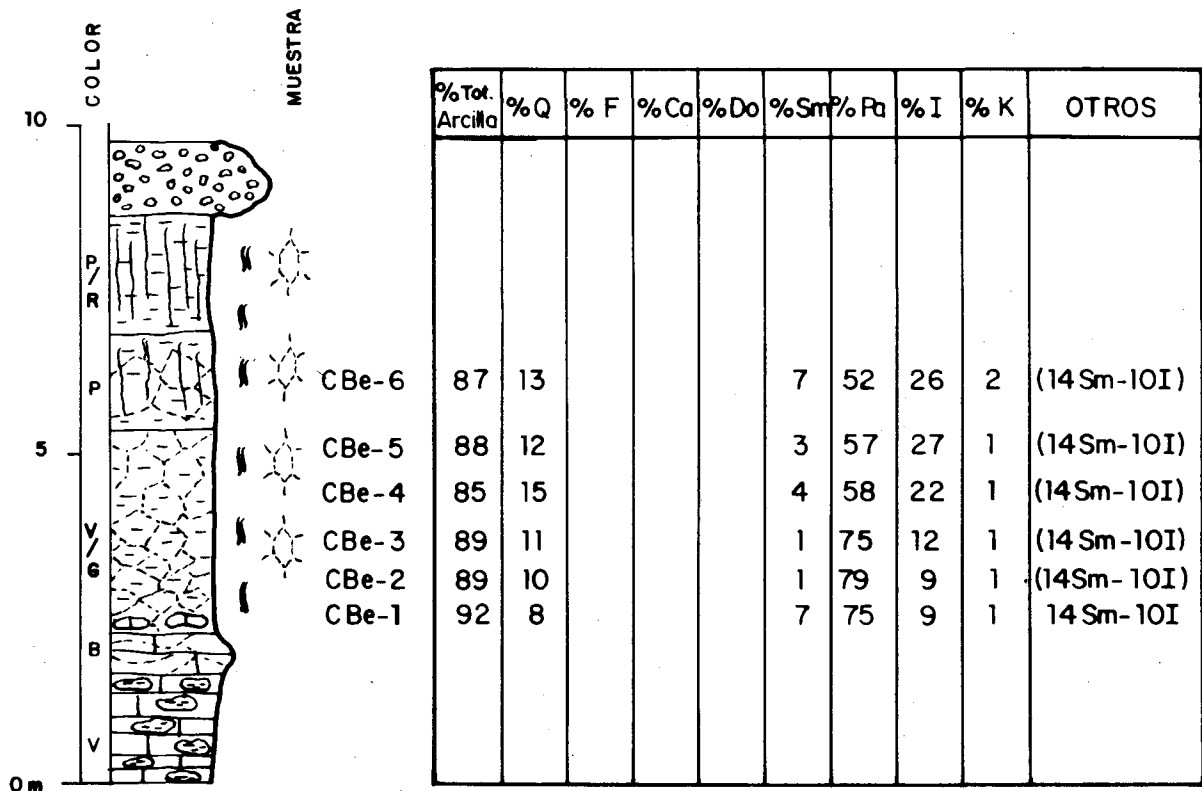 COLOR
MUESTRA
% Tot. Arcilla % Q % F % Ca % Do % Sm % Pa % I % K OTROS
10
P/R
P
CBe-6 87 13 7 52 26 2 (14Sm-10I)
5
CBe-5 88 12 3 57 27 1 (14Sm-10I)
CBe-4 85 15 4 58 22 1 (14Sm-10I)
V/G
CBe-3 89 11 1 75 12 1 (14Sm-10I)
CBe-2 89 10 1 79 9 1 (14Sm-10I)
CBe-1 92 8 7 75 9 1 14Sm-10I
B
V
0m